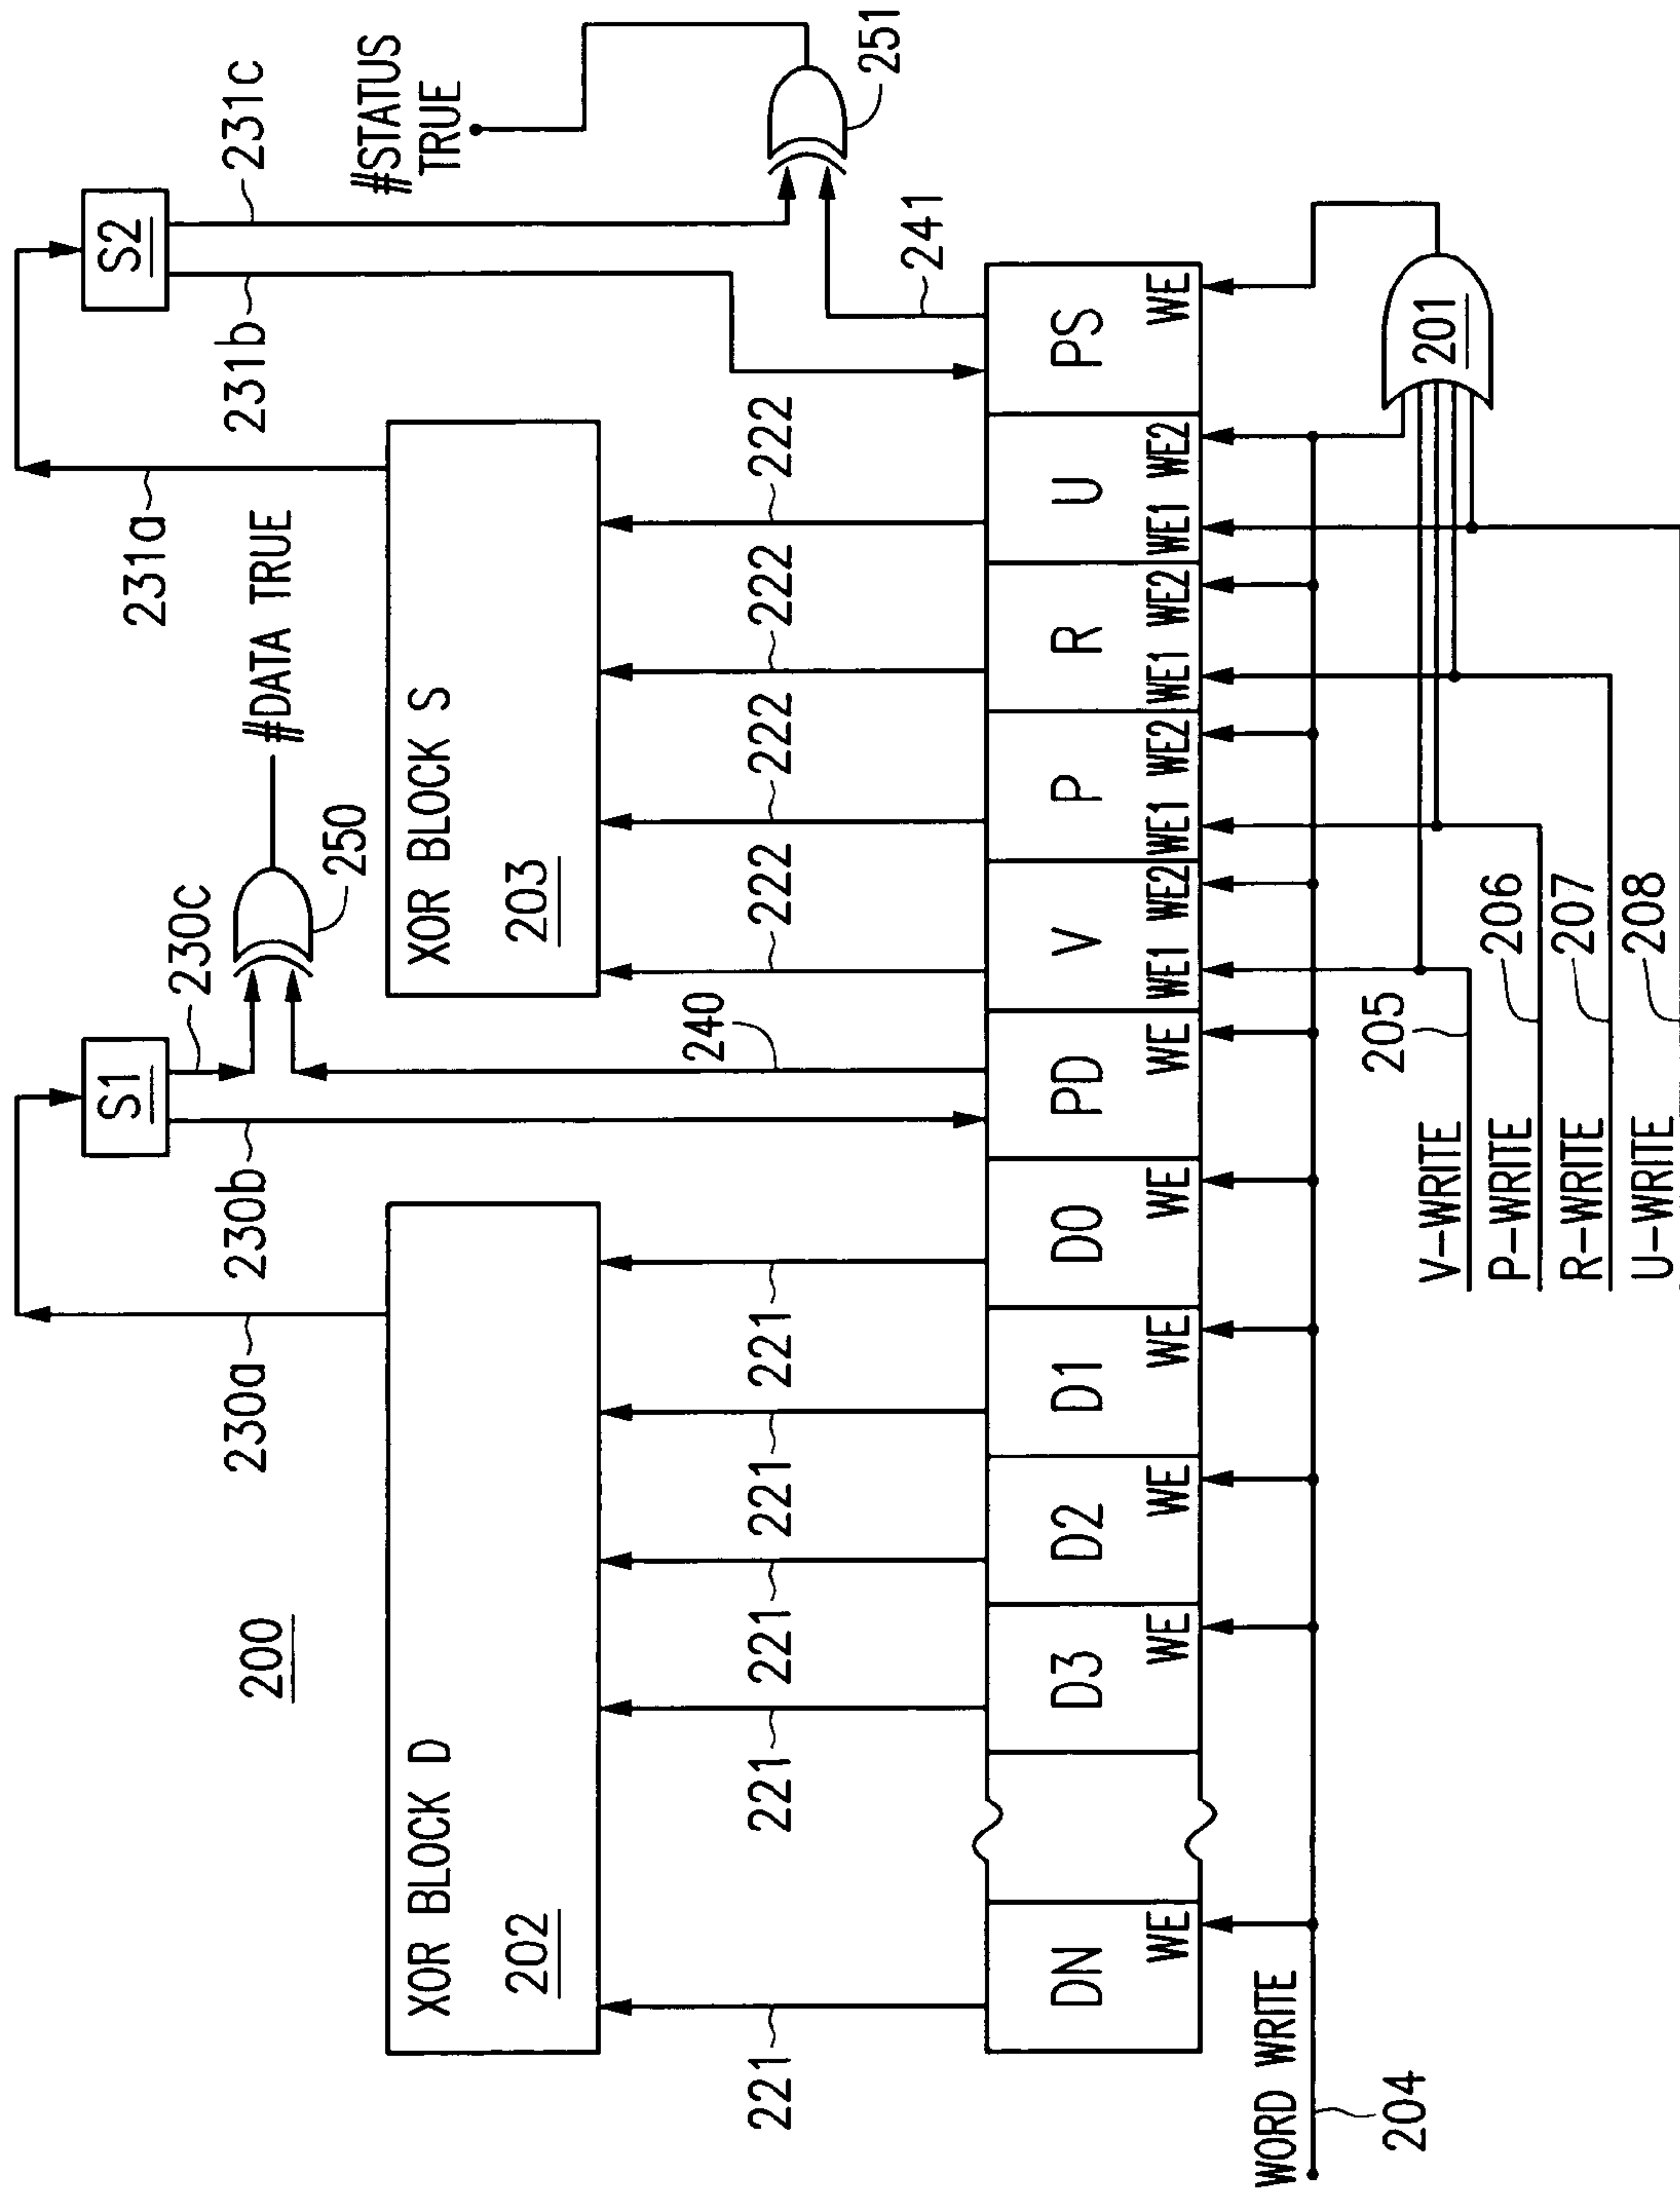 200
230a
230b
S1
230c
250
#DATA TRUE
231a
231b
S2
231c
#STATUS
TRUE
251
XOR BLOCK D
202
XOR BLOCK S
203
221
221
221
221
221
240
222
222
222
222
241
DN
D3
D2
D1
D0
PD
V
P
R
U
PS
WE
WE
WE
WE
WE
WE
WE1 WE2
WE1 WE2
WE1 WE2
WE1 WE2
WE
WORD WRITE
204
201
V-WRITE
205
P-WRITE
206
R-WRITE
207
U-WRITE
208